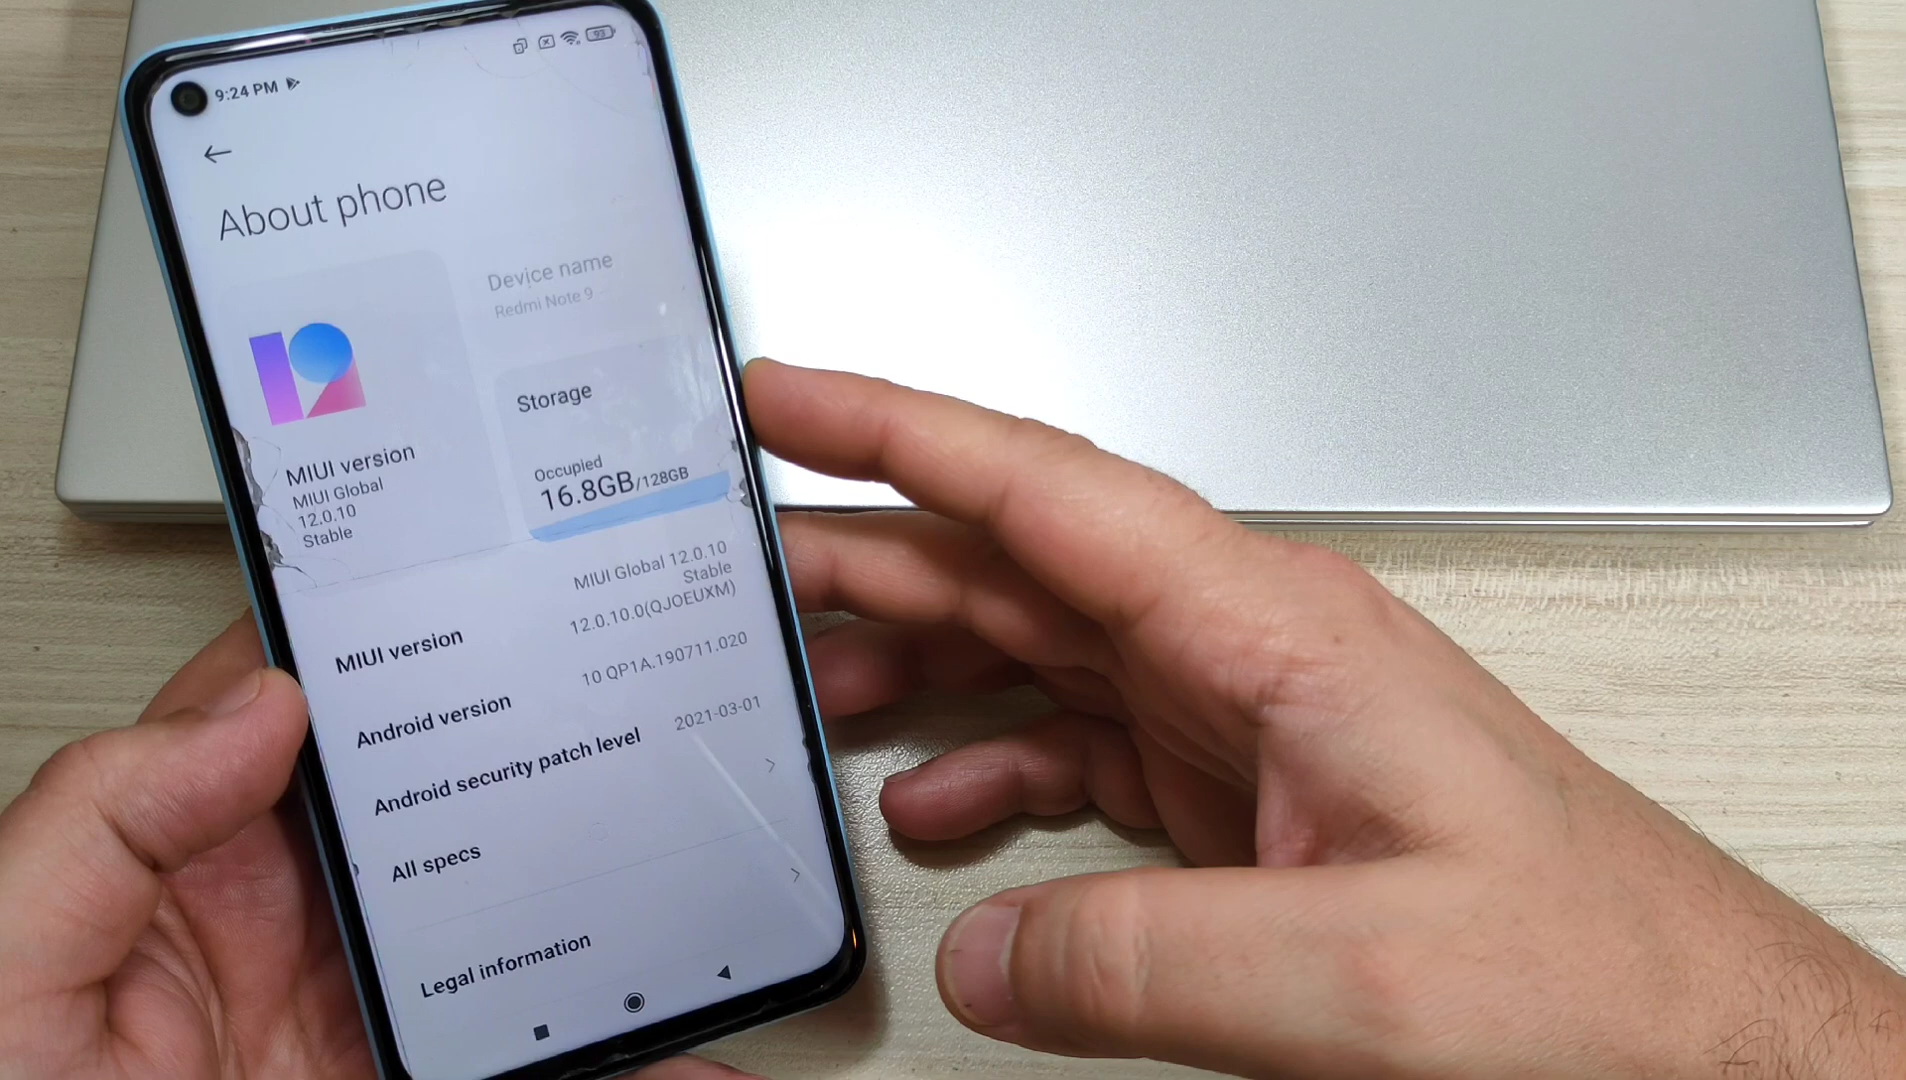 9:24 PM
93
About phone
Device name
Redmi Note 9
MIUI version
MIUI Global
12.0.10
Stable
Storage
Occupied
16.8GB/128GB
MIUI version
MIUI Global 12.0.10
Stable
12.0.10.0(QJOEUXM)
Android version
10 QP1A.190711.020
Android security patch level
2021-03-01
All specs
Legal information